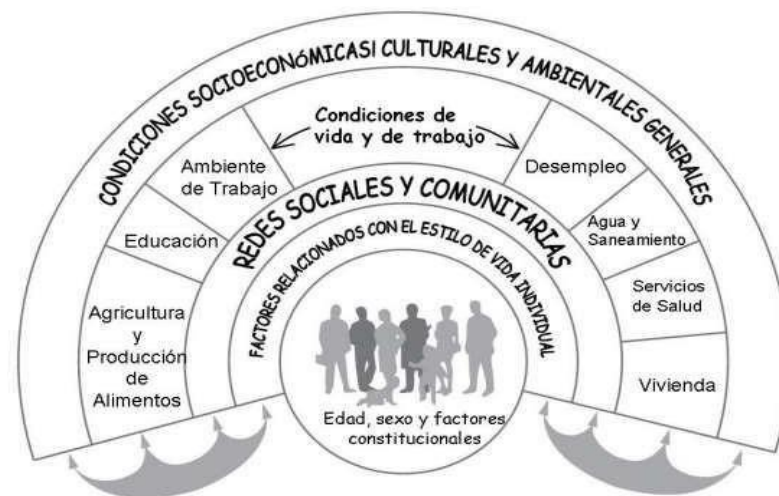 CONDICIONES SOCIOECONÓMICAS| CULTURALES Y AMBIENTALES GENERALES
Condiciones de
vida y de trabajo
Ambiente
de Trabajo
Desempleo
Educación
Agua y
Saneamiento
Agricultura
y
Producción
de
Alimentos
Servicios
de Salud
Vivienda
REDES SOCIALES Y COMUNITARIAS
FACTORES RELACIONADOS CON EL ESTILO DE VIDA INDIVIDUAL
Edad, sexo y factores
constitucionales